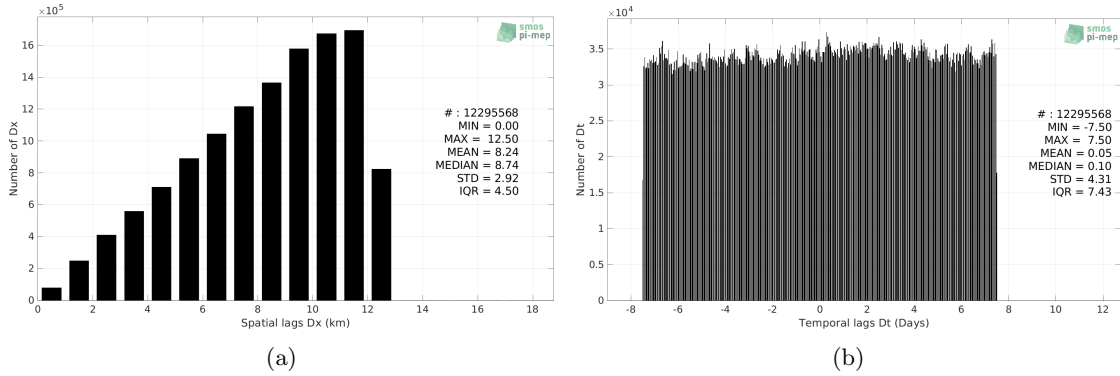 ×10⁵
smos
pi-mep
16
14
12
10
8
6
4
2
0
Number of Dx
# : 12295568
MIN = 0.00
MAX = 12.50
MEAN = 8.24
MEDIAN = 8.74
STD = 2.92
IQR = 4.50
0 2 4 6 8 10 12 14 16 18
Spatial lags Dx (km)
(a)
×10⁴
smos
pi-mep
3.5
3
2.5
2
1.5
1
0.5
0
Number of Dt
# : 12295568
MIN = -7.50
MAX = 7.50
MEAN = 0.05
MEDIAN = 0.10
STD = 4.31
IQR = 7.43
-8 -6 -4 -2 0 2 4 6 8 10 12
Temporal lags Dt (Days)
(b)